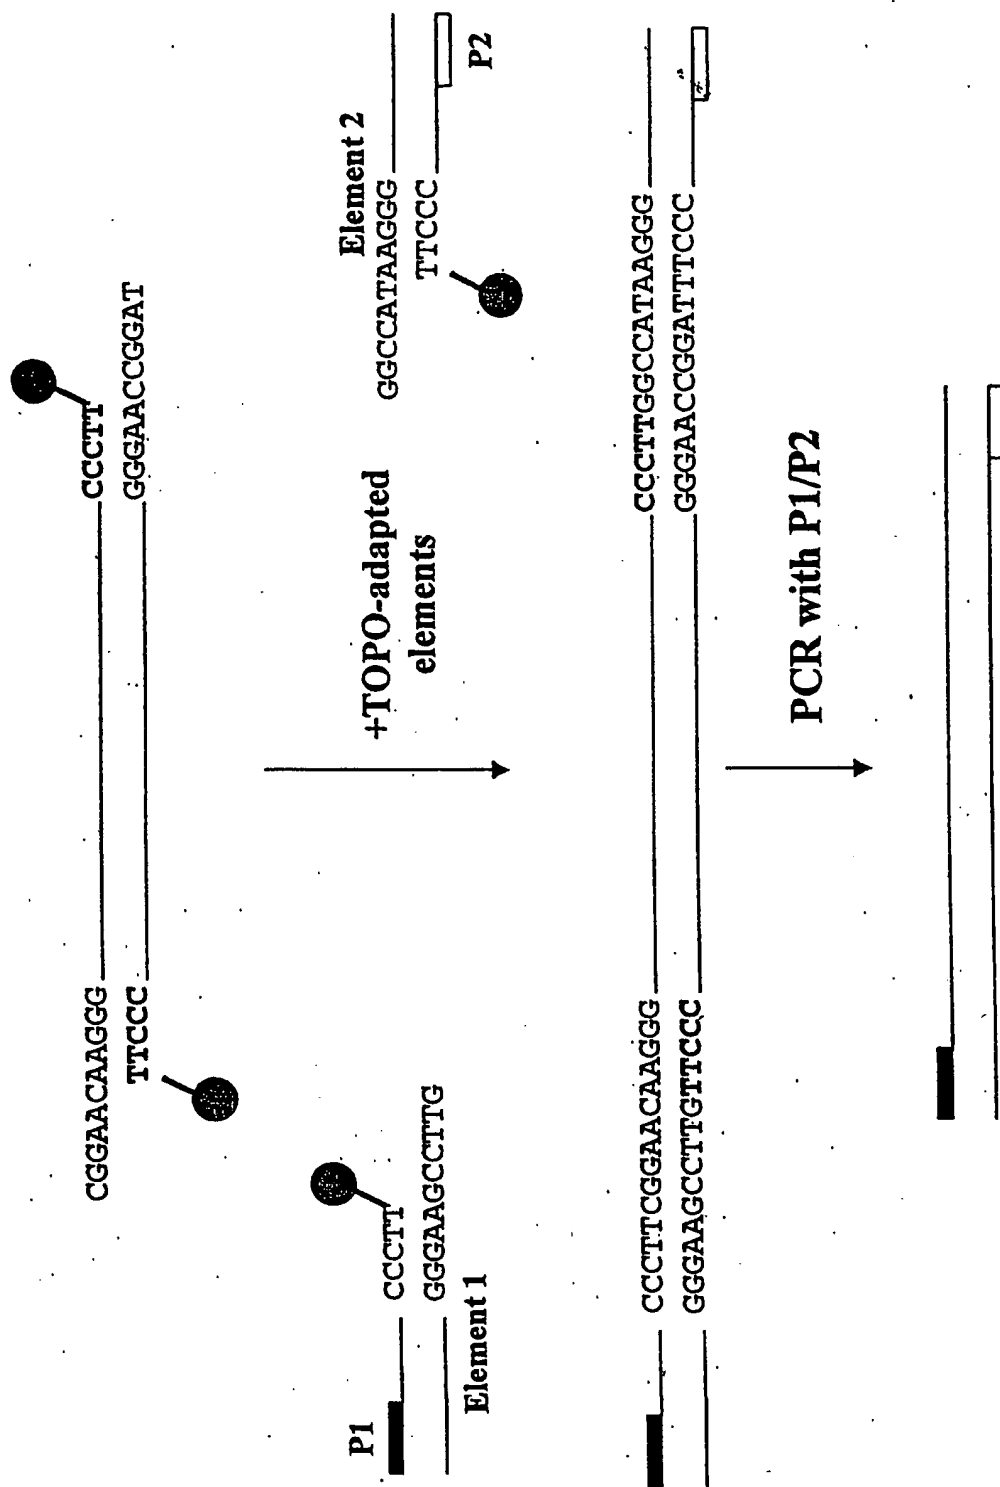 CGGAACAAGGG CCCTT
TTCCC GGGAACCGGAT
P1
CCCTT
GGGAAGCCTTG
Element 1
+TOPO-adapted
elements
Element 2
GGCCATAAGGG
TTCCC
P2
CCCTTCGGAACAAGGG CCCTTGGCCATAAGGG
GGGAAGCCTTGTTCCC GGGAACCGGATTTCCC
PCR with P1/P2